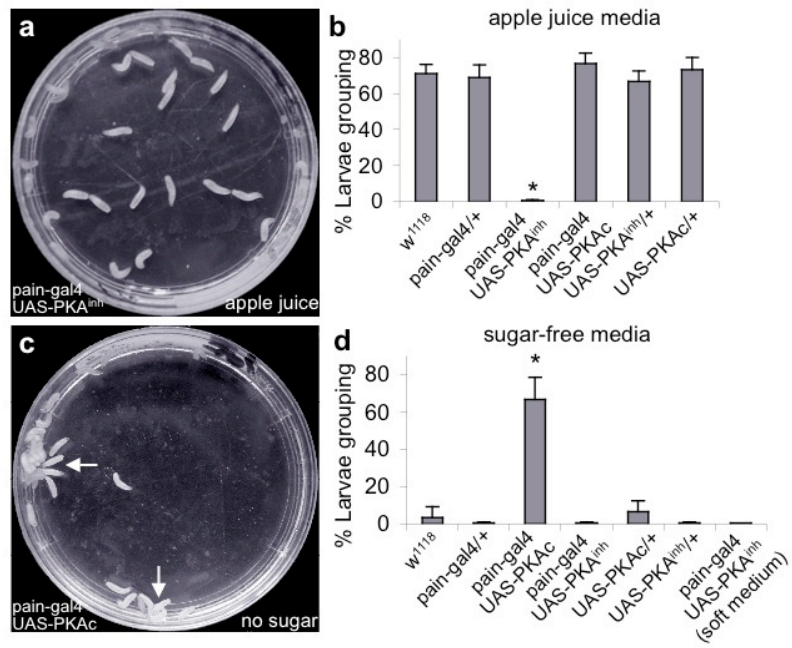 a
pain-gal4
UAS-PKAinh
apple juice
b
apple juice media
% Larvae grouping
80
60
40
20
0
*
w1118
pain-gal4/+
pain-gal4
UAS-PKAinh
pain-gal4
UAS-PKAc
UAS-PKAinh/+
UAS-PKAc/+
c
pain-gal4
UAS-PKAc
no sugar
d
sugar-free media
% Larvae grouping
80
60
40
20
0
*
w1118
pain-gal4/+
pain-gal4
UAS-PKAc
pain-gal4
UAS-PKAinh
UAS-PKAc/+
UAS-PKAinh/+
pain-gal4
UAS-PKAinh
(soft medium)